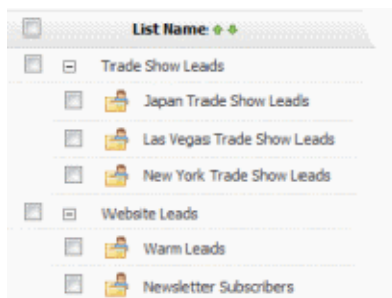 List Name:
Trade Show Leads
Japan Trade Show Leads
Las Vegas Trade Show Leads
New York Trade Show Leads
Website Leads
Warm Leads
Newsletter Subscribers